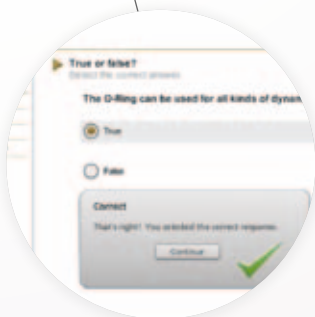 True or false?
Select the correct answer.
The O-Ring can be used for all kinds of dynam
True
False
Correct
That's right! You selected the correct response.
Continue